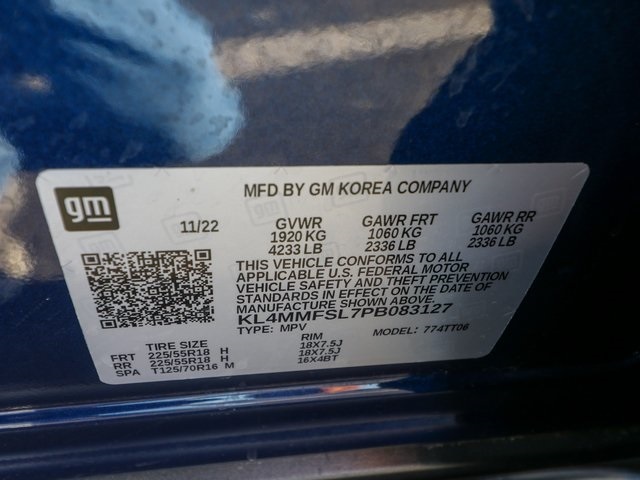 gm
MFD BY GM KOREA COMPANY
11/22 GVWR GAWR FRT GAWR RR
1920 KG 1060 KG 1060 KG
4233 LB 2336 LB 2336 LB
THIS VEHICLE CONFORMS TO ALL
APPLICABLE U.S. FEDERAL MOTOR
VEHICLE SAFETY AND THEFT PREVENTION
STANDARDS IN EFFECT ON THE DATE OF
MANUFACTURE SHOWN ABOVE.
KL4MMFSL7PB083127
TYPE: MPV MODEL: 774TT06
TIRE SIZE RIM
FRT 225/55R18 H 18X7.5J
RR 225/55R18 H 18X7.5J
SPA T125/70R16 M 16X4BT